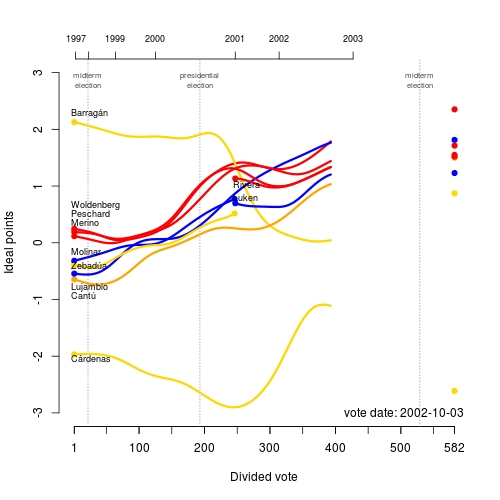 1997 1999 2000 2001 2002 2003
midterm election
presidential election
midterm election
Barragán
Rivera
Woldenberg
Peschard
Merino
Molinar
Zebadúa
Lujambio
Cantú
Cárdenas
3
2
1
0
-1
-2
-3
Ideal points
vote date: 2002-10-03
1 100 200 300 400 500 582
Divided vote